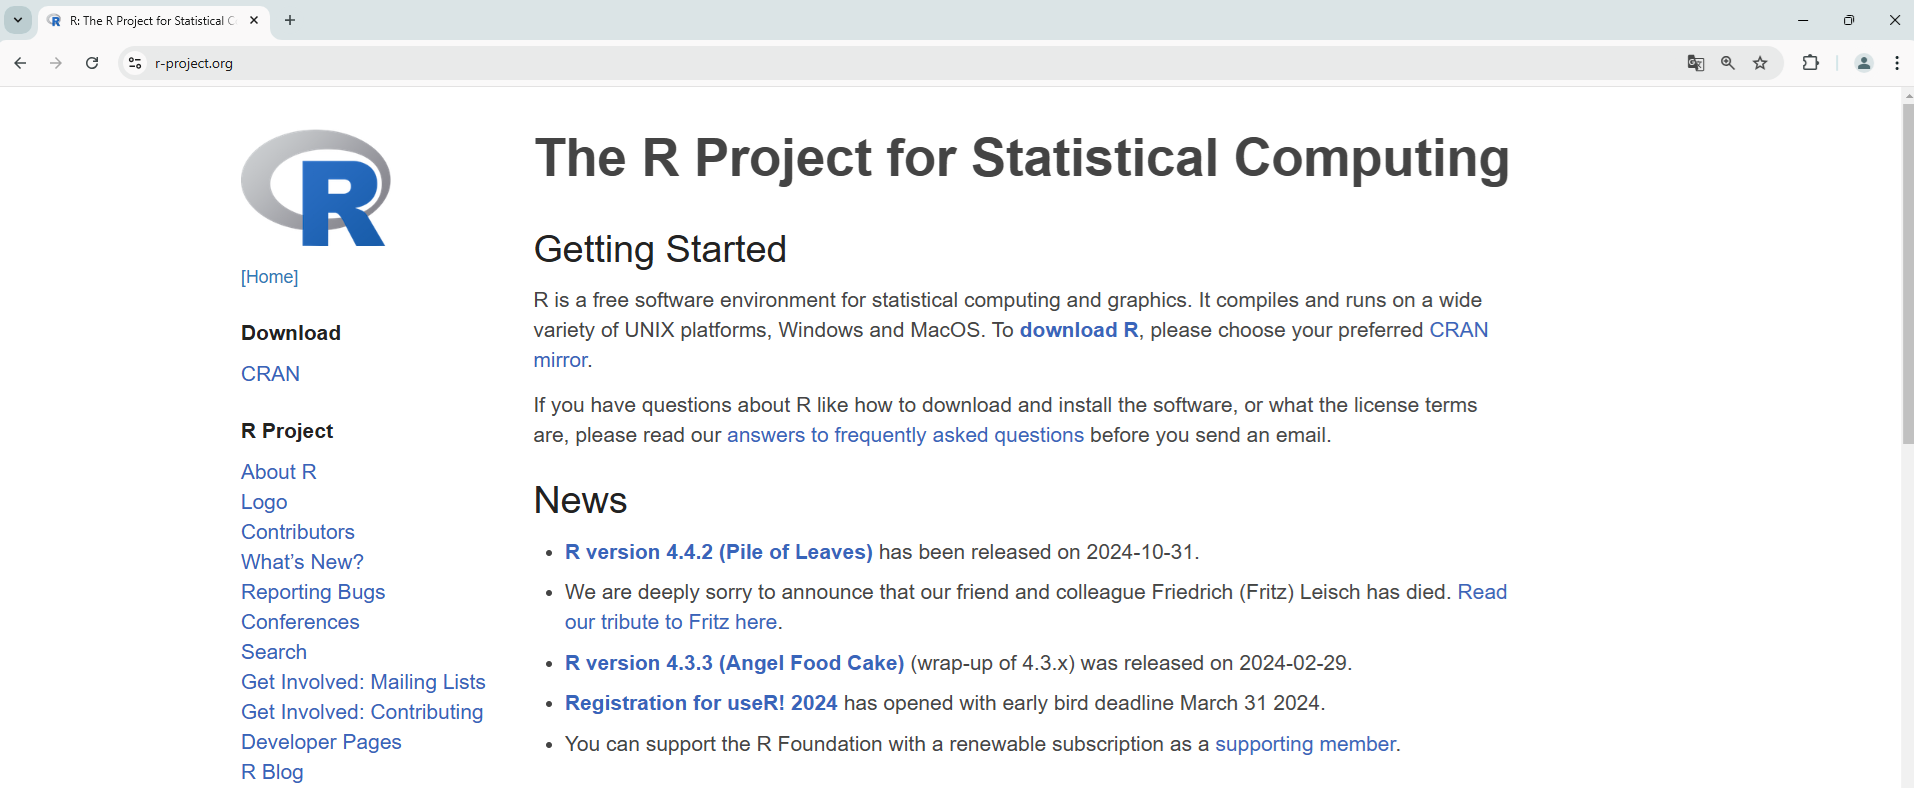 R: The R Project for Statistical C
r-project.org
R
[Home]
Download
CRAN
R Project
About R
Logo
Contributors
What’s New?
Reporting Bugs
Conferences
Search
Get Involved: Mailing Lists
Get Involved: Contributing
Developer Pages
R Blog
The R Project for Statistical Computing
Getting Started
R is a free software environment for statistical computing and graphics. It compiles and runs on a wide
variety of UNIX platforms, Windows and MacOS. To download R, please choose your preferred CRAN
mirror.
If you have questions about R like how to download and install the software, or what the license terms
are, please read our answers to frequently asked questions before you send an email.
News
• R version 4.4.2 (Pile of Leaves) has been released on 2024-10-31.
• We are deeply sorry to announce that our friend and colleague Friedrich (Fritz) Leisch has died. Read
our tribute to Fritz here.
• R version 4.3.3 (Angel Food Cake) (wrap-up of 4.3.x) was released on 2024-02-29.
• Registration for useR! 2024 has opened with early bird deadline March 31 2024.
• You can support the R Foundation with a renewable subscription as a supporting member.